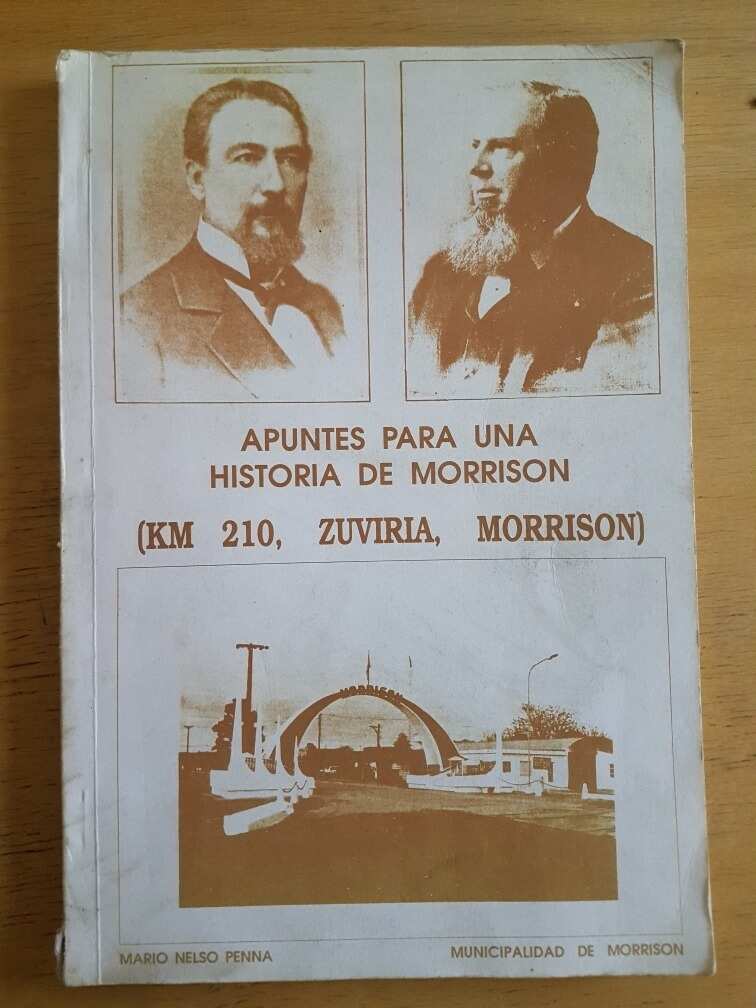 APUNTES PARA UNA
HISTORIA DE MORRISON
(KM 210, ZUVIRIA, MORRISON)
MORRISON
MARIO NELSO PENNA
MUNICIPALIDAD DE MORRISON